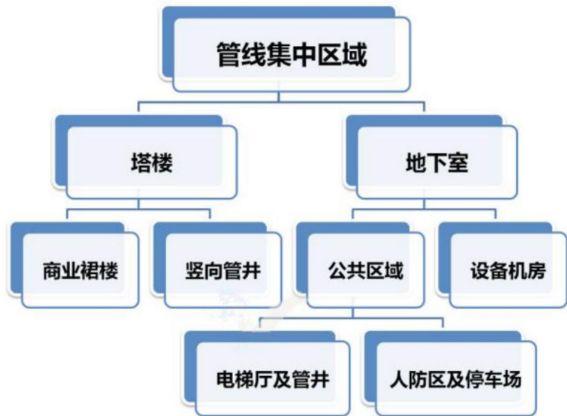 管线集中区域
塔楼
地下室
商业裙楼
竖向管井
公共区域
设备机房
电梯厅及管井
人防区及停车场